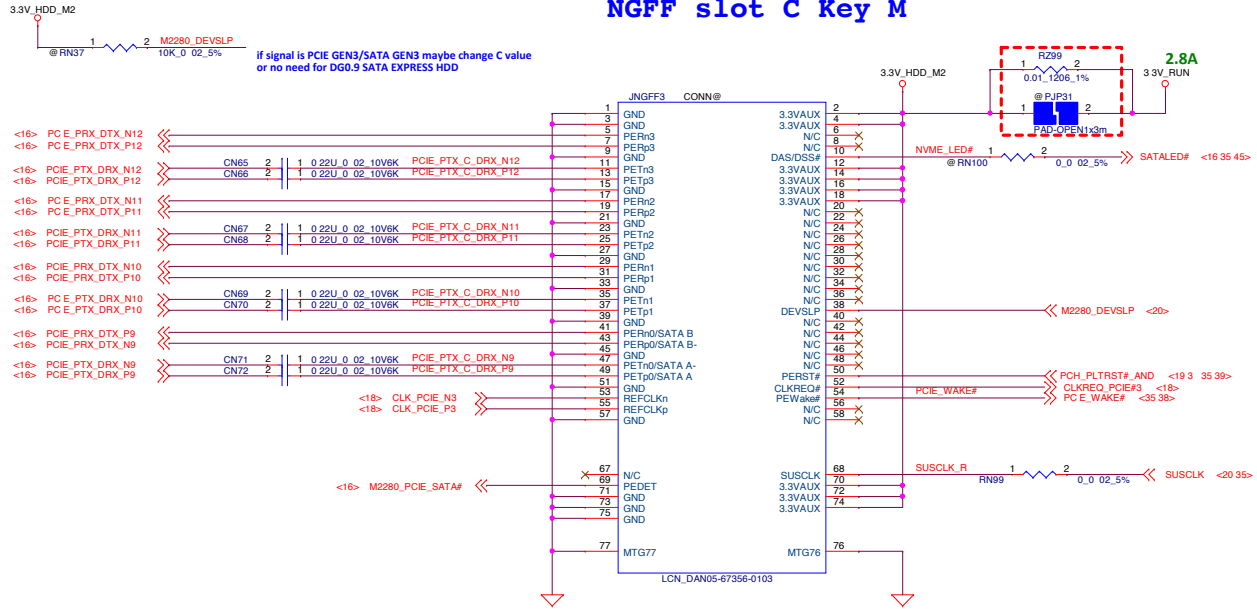 NGFF slot C Key M
3.3V_HDD_M2
1 2 M2280_DEVSLP
@RN37 10K_0 02_5%
if signal is PCIE GEN3/SATA GEN3 maybe change C value
or no need for DG0.9 SATA EXPRESS HDD
3.3V_HDD_M2
RZ99
1 2
0.01_1206_1%
2.8A
3 3V_RUN
@PJP31
1 2
PAD-OPEN1x3m
JNGFF3 CONN@
1 GND 3.3VAUX 2
3 GND 3.3VAUX 4
<16> PC E_PRX_DTX_N12 5 PERn3 N/C 6
<16> PCIE_PRX_DTX_P12 7 PERp3 N/C 8
9 GND DAS/DSS# 10 NVME_LED# 1 2 SATALED# <16 35 45>
@RN100 0_0 02_5%
<16> PCIE_PTX_DRX_N12 CN65 2 1 0 22U_0 02_10V6K PCIE_PTX_C_DRX_N12 11 PETn3 3.3VAUX 12
<16> PCIE_PTX_DRX_P12 CN66 2 1 0 22U_0 02_10V6K PCIE_PTX_C_DRX_P12 13 PETp3 3.3VAUX 14
15 GND 3.3VAUX 16
<16> PC E_PRX_DTX_N11 17 PERn2 3.3VAUX 18
<16> PC E_PRX_DTX_P11 19 PERp2 N/C 20
21 GND N/C 22
<16> PCIE_PTX_DRX_N11 CN67 2 1 0 22U_0 02_10V6K PCIE_PTX_C_DRX_N11 23 PETn2 N/C 24
<16> PCIE_PTX_DRX_P11 CN68 2 1 0 22U_0 02_10V6K PCIE_PTX_C_DRX_P11 25 PETp2 N/C 26
27 GND N/C 28
<16> PCIE_PRX_DTX_N10 29 PERn1 N/C 30
<16> PCIE_PRX_DTX_P10 31 PERp1 N/C 32
33 GND N/C 34
<16> PC E_PTX_DRX_N10 CN69 2 1 0 22U_0 02_10V6K PCIE_PTX_C_DRX_N10 35 PETn1 N/C 36
<16> PC E_PTX_DRX_P10 CN70 2 1 0 22U_0 02_10V6K PCIE_PTX_C_DRX_P10 37 PETp1 DEVSLP 38 M2280_DEVSLP <20>
39 GND N/C 40
<16> PCIE_PRX_DTX_P9 41 PERn0/SATA B N/C 42
<16> PCIE_PRX_DTX_N9 43 PERp0/SATA B- N/C 44
45 GND N/C 46
<16> PCIE_PTX_DRX_N9 CN71 2 1 0 22U_0 02_10V6K PCIE_PTX_C_DRX_N9 47 PETn0/SATA A- N/C 48
<16> PCIE_PTX_DRX_P9 CN72 2 1 0 22U_0 02_10V6K PCIE_PTX_C_DRX_P9 49 PETp0/SATA A PERST# 50 PCH_PLTRST#_AND <19 3 35 39>
51 GND CLKREQ# 52 CLKREQ_PCIE#3 <18>
<18> CLK_PCIE_N3 53 REFCLKn PEWake# 54 PCIE_WAKE# PC E_WAKE# <35 38>
<18> CLK_PCIE_P3 55 REFCLKp N/C 56
57 GND N/C 58
67 N/C SUSCLK 68 SUSCLK_R 1 2 SUSCLK <20 35>
RN99 0_0 02_5%
<16> M2280_PCIE_SATA# 69 PEDET 3.3VAUX 70
71 GND 3.3VAUX 72
73 GND 3.3VAUX 74
75 GND
77 MTG77 MTG76 76
LCN_DAN05-67356-0103